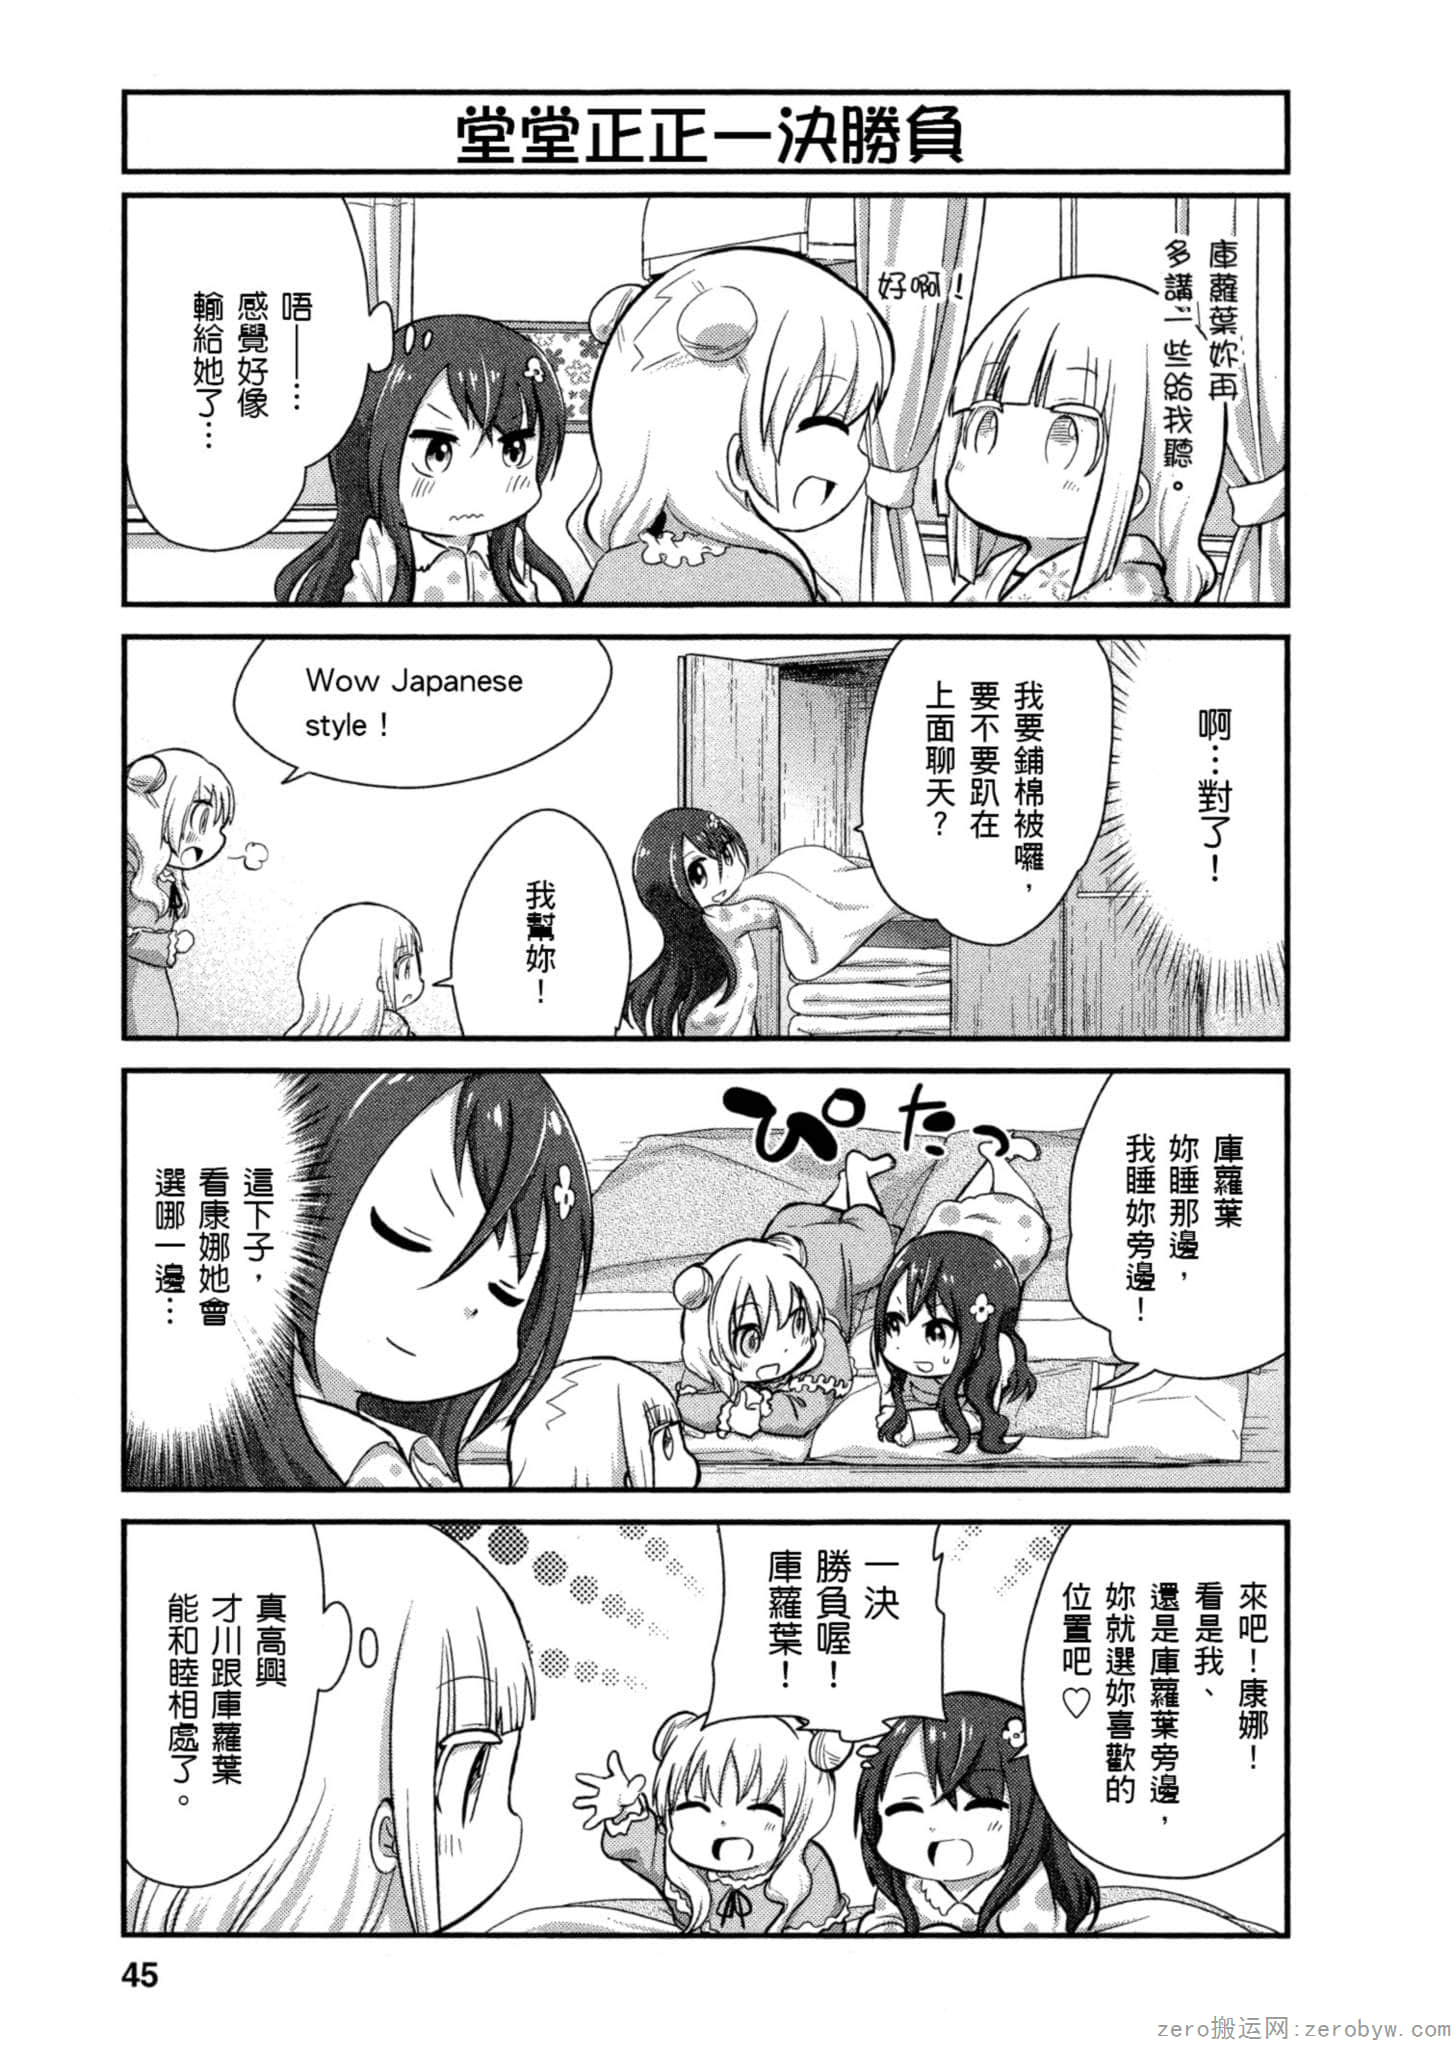 堂堂正正一決勝負
庫蘿葉妳再
多講一些給我聽。
好啊！
唔——…
感覺好像
輸給她了…
啊…對了！
我要鋪棉被囉，
要不要趴在
上面聊天？
我幫妳！
Wow Japanese
style！
庫蘿葉
妳睡那邊，
我睡妳旁邊！
ぴたっ
這下子，
看康娜她會
選哪一邊…
來吧！康娜！
看是我、
還是庫蘿葉旁邊，
妳就選妳喜歡的
位置吧♡
一決
勝負喔！
庫蘿葉！
真高興
才川跟庫蘿葉
能和睦相處了。
45
zero搬运网:zerobyw.com